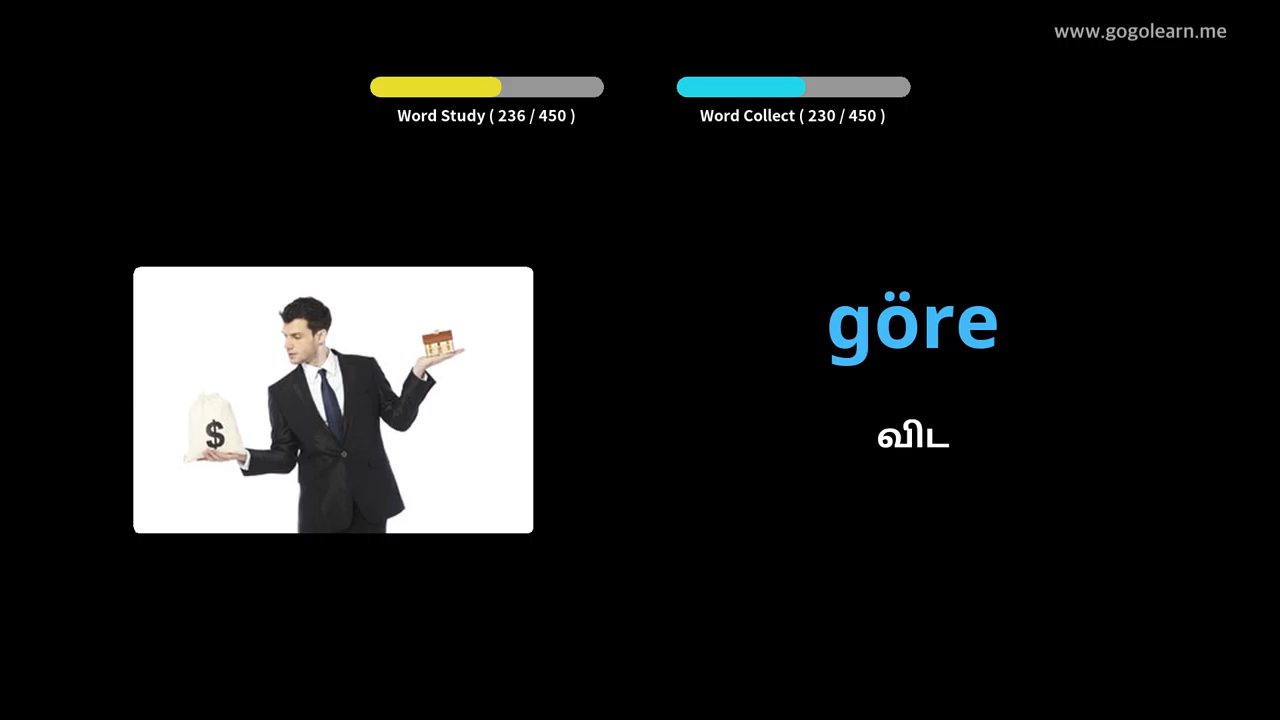 www.gogolearn.me
Word Study ( 236 / 450 )
Word Collect ( 230 / 450 )
göre
$
விட